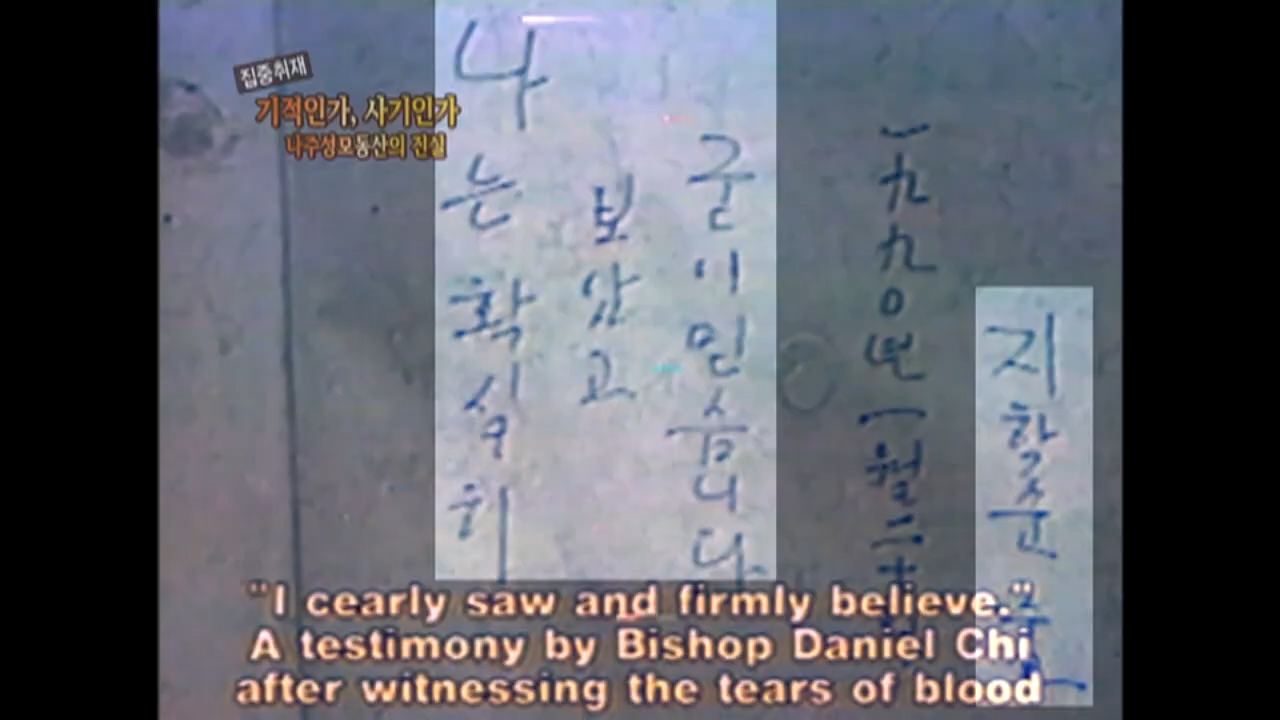 집중취재
기적인가, 사기인가
나주성모동산의 진실
나는확실히
보았고
굳이믿습니다
一九九0년一월二十
지학순
"I cearly saw and firmly believe."
A testimony by Bishop Daniel Chi
after witnessing the tears of blood